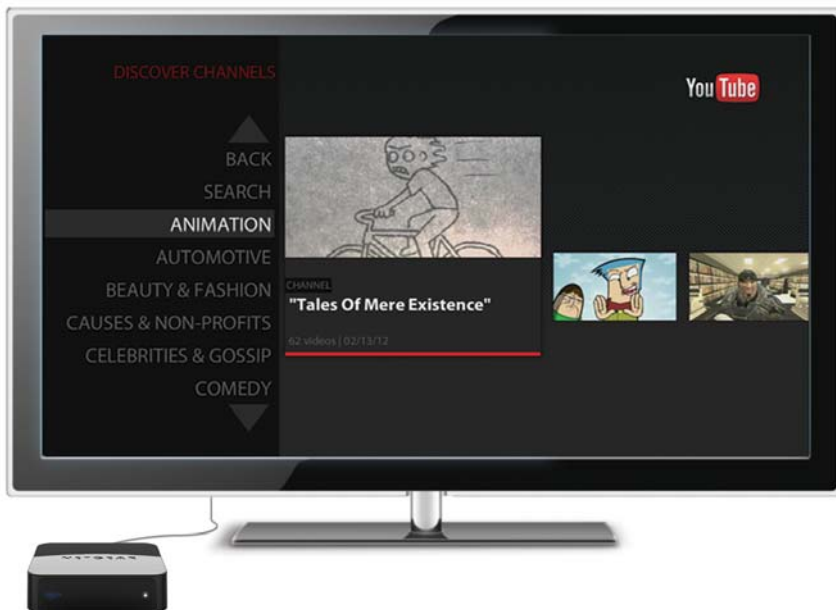 DISCOVER CHANNELS
YouTube
BACK
SEARCH
ANIMATION
AUTOMOTIVE
BEAUTY & FASHION
CAUSES & NON-PROFITS
CELEBRITIES & GOSSIP
COMEDY
CHANNEL
"Tales Of Mere Existence"
62 videos | 02/13/12
NETGEAR